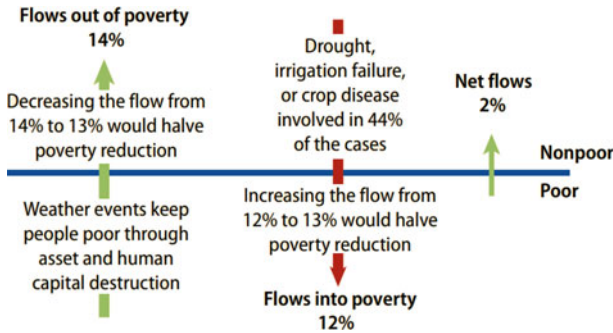 Flows out of poverty
14%
Decreasing the flow from
14% to 13% would halve
poverty reduction
Weather events keep
people poor through
asset and human
capital destruction
Drought,
irrigation failure,
or crop disease
involved in 44%
of the cases
Increasing the flow from
12% to 13% would halve
poverty reduction
Flows into poverty
12%
Net flows
2%
Nonpoor
Poor